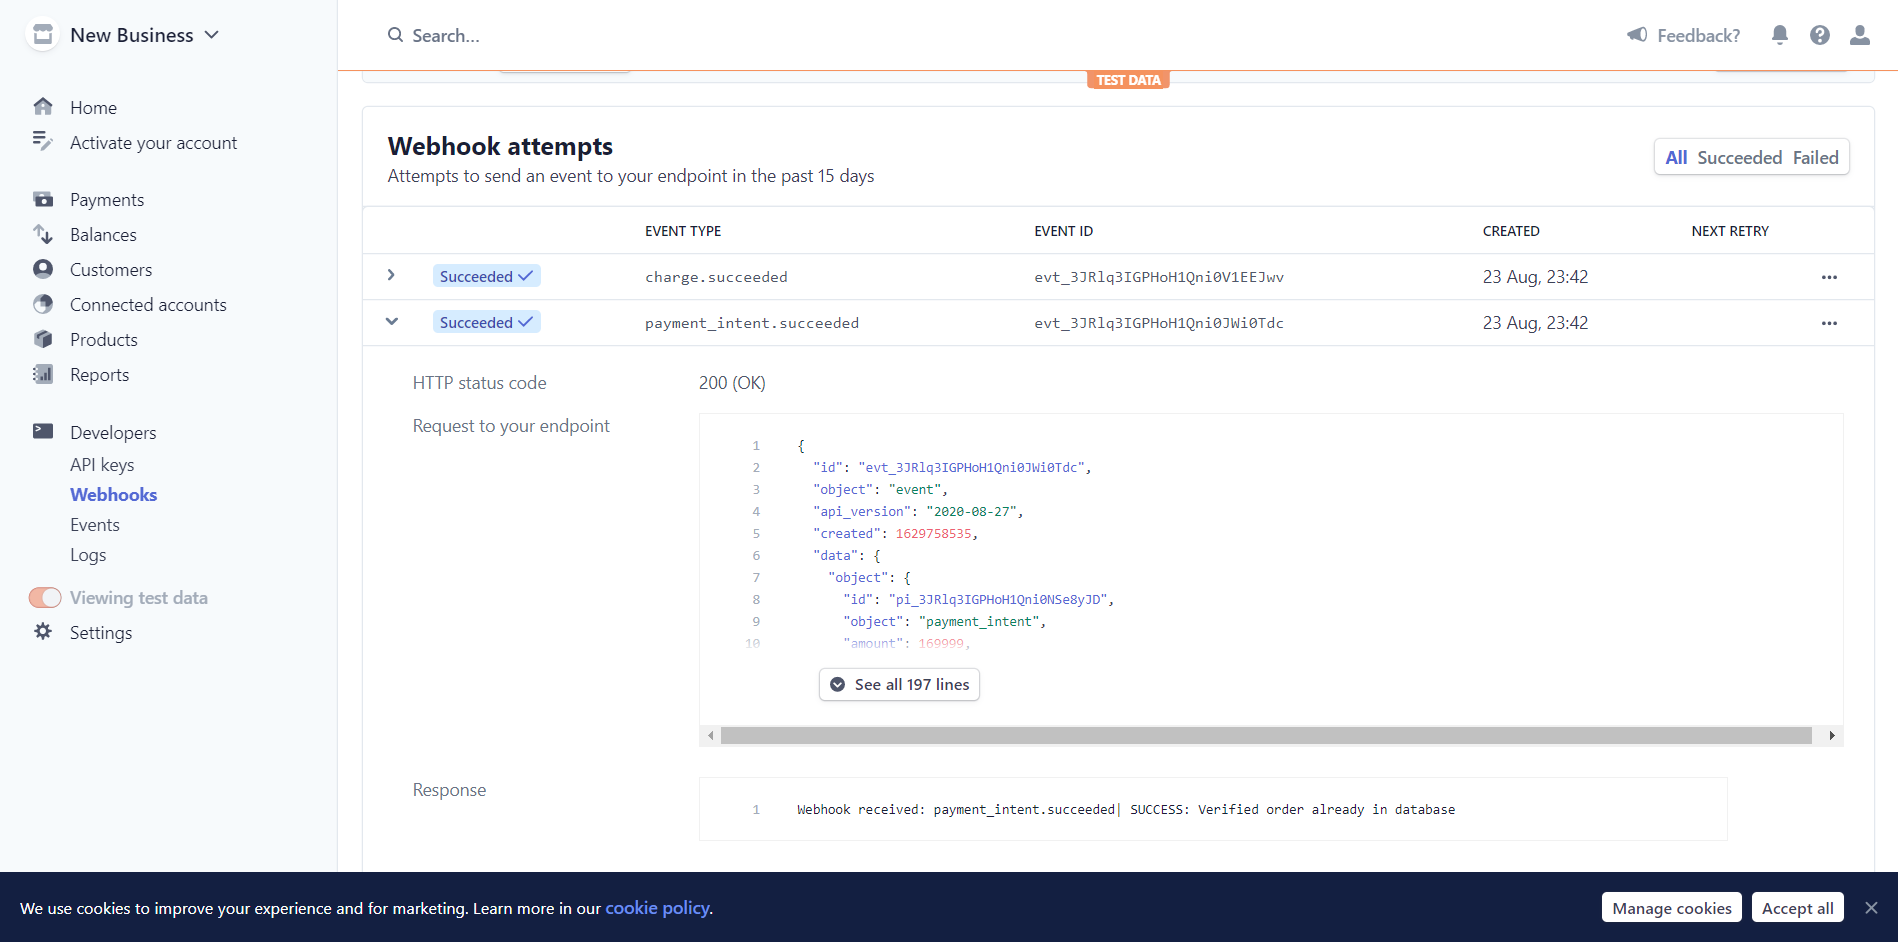 New Business
Search...
Feedback?
TEST DATA
Home
Activate your account
Payments
Balances
Customers
Connected accounts
Products
Reports
Developers
API keys
Webhooks
Events
Logs
Viewing test data
Settings
Webhook attempts
Attempts to send an event to your endpoint in the past 15 days
All Succeeded Failed
EVENT TYPE EVENT ID CREATED NEXT RETRY
Succeeded ✓ charge.succeeded evt_3JRlq3IGPHoH1Qni0V1EEJwv 23 Aug, 23:42 •••
Succeeded ✓ payment_intent.succeeded evt_3JRlq3IGPHoH1Qni0JWi0Tdc 23 Aug, 23:42 •••
HTTP status code 200 (OK)
Request to your endpoint
1 {
2 "id": "evt_3JRlq3IGPHoH1Qni0JWi0Tdc",
3 "object": "event",
4 "api_version": "2020-08-27",
5 "created": 1629758535,
6 "data": {
7 "object": {
8 "id": "pi_3JRlq3IGPHoH1Qni0NSe8yJD",
9 "object": "payment_intent",
10 "amount": 169999,
See all 197 lines
Response
1 Webhook received: payment_intent.succeeded| SUCCESS: Verified order already in database
We use cookies to improve your experience and for marketing. Learn more in our cookie policy.
Manage cookies
Accept all